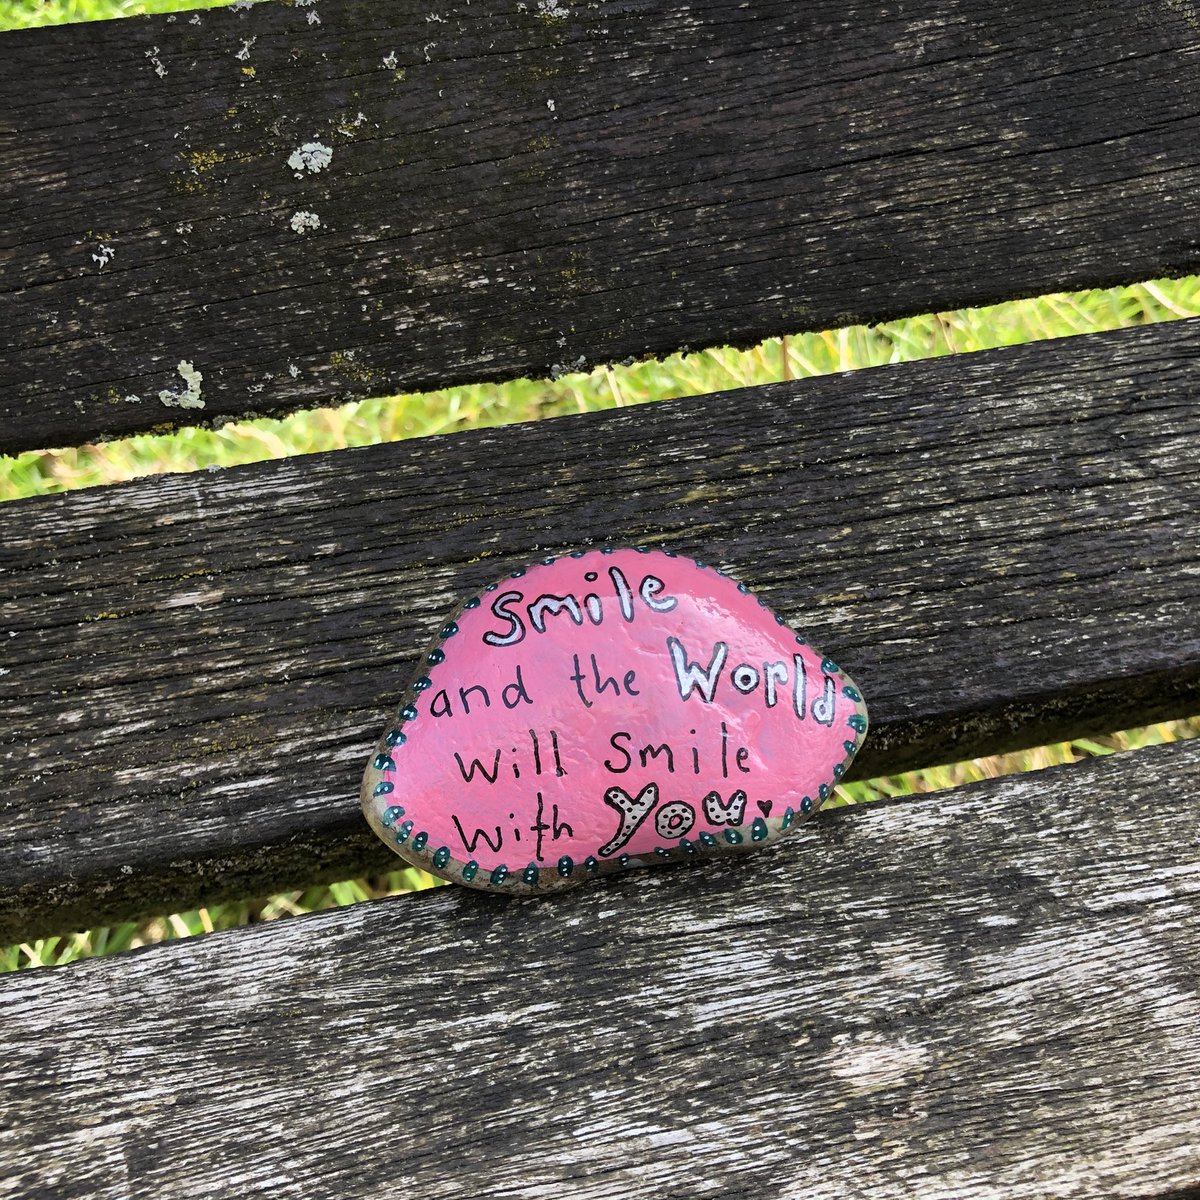 Smile
and the World
will smile
with you